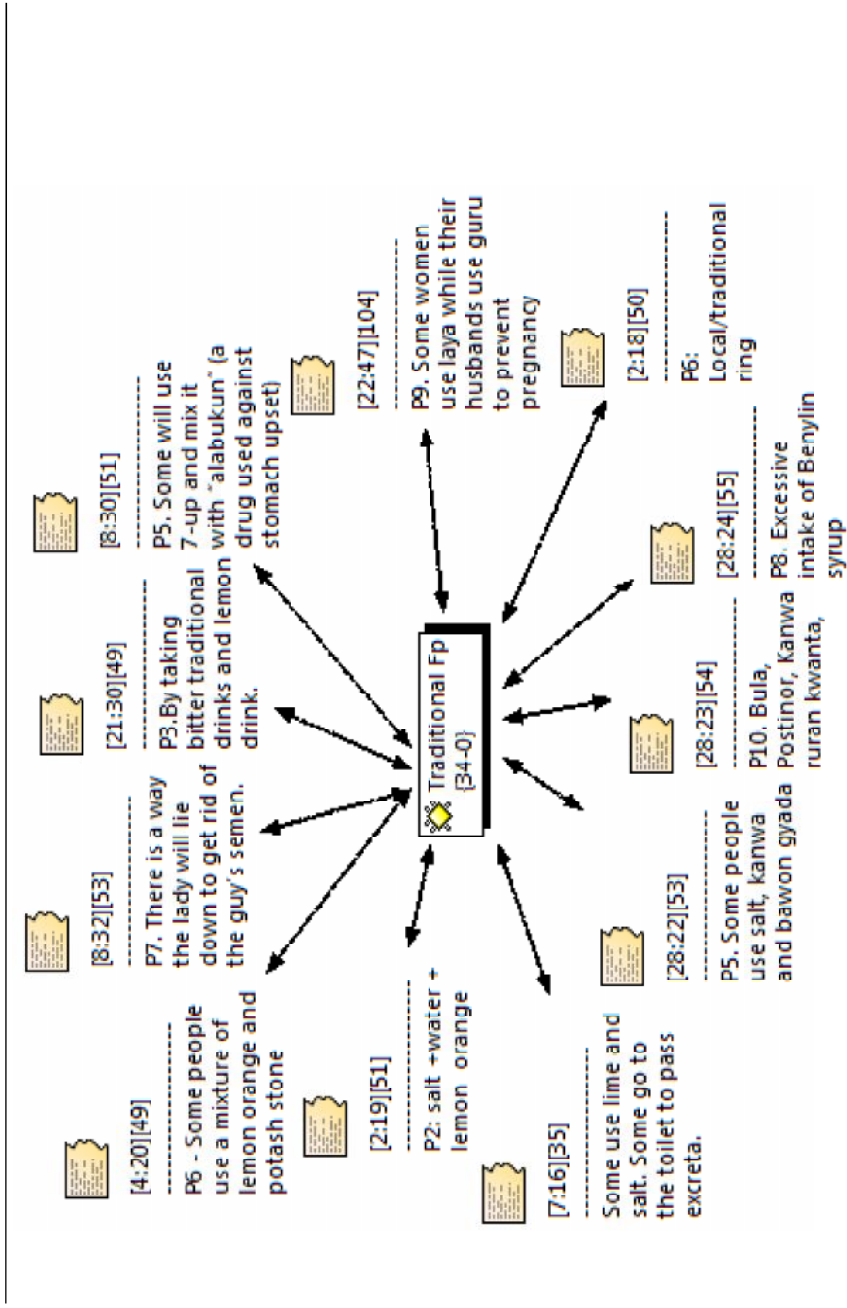 [4:20][49]
--------------------
P6 - Some people
use a mixture of
lemon orange and
potash stone
[8:32][53]
--------------------
P7. There is a way
the lady will lie
down to get rid of
the guy's semen.
[21:30][49]
--------------------
P3.By taking
bitter traditional
drinks and lemon
drink.
[8:30][51]
--------------------
P5. Some will use
7-up and mix it
with "alabukun" (a
drug used against
stomach upset)
[2:19][51]
--------------------
P2: salt +water +
lemon orange
Traditional Fp
{34-0}
[22:47][104]
--------------------
P9. Some women
use laya while their
husbands use guru
to prevent
pregnancy
[7:16][35]
--------------------
Some use lime and
salt. Some go to
the toilet to pass
excreta.
[28:22][53]
--------------------
P5. Some people
use salt, kanwa
and bawon gyada
[28:23][54]
--------------------
P10. Bula,
Postinor, Kanwa
ruran kwanta,
[28:24][55]
--------------------
P8. Excessive
intake of Benylin
syrup
[2:18][50]
--------------------
P6:
Local/traditional
ring